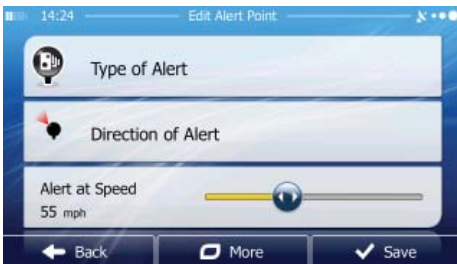 14:24 Edit Alert Point
Type of Alert
Direction of Alert
Alert at Speed
55 mph
Back More Save